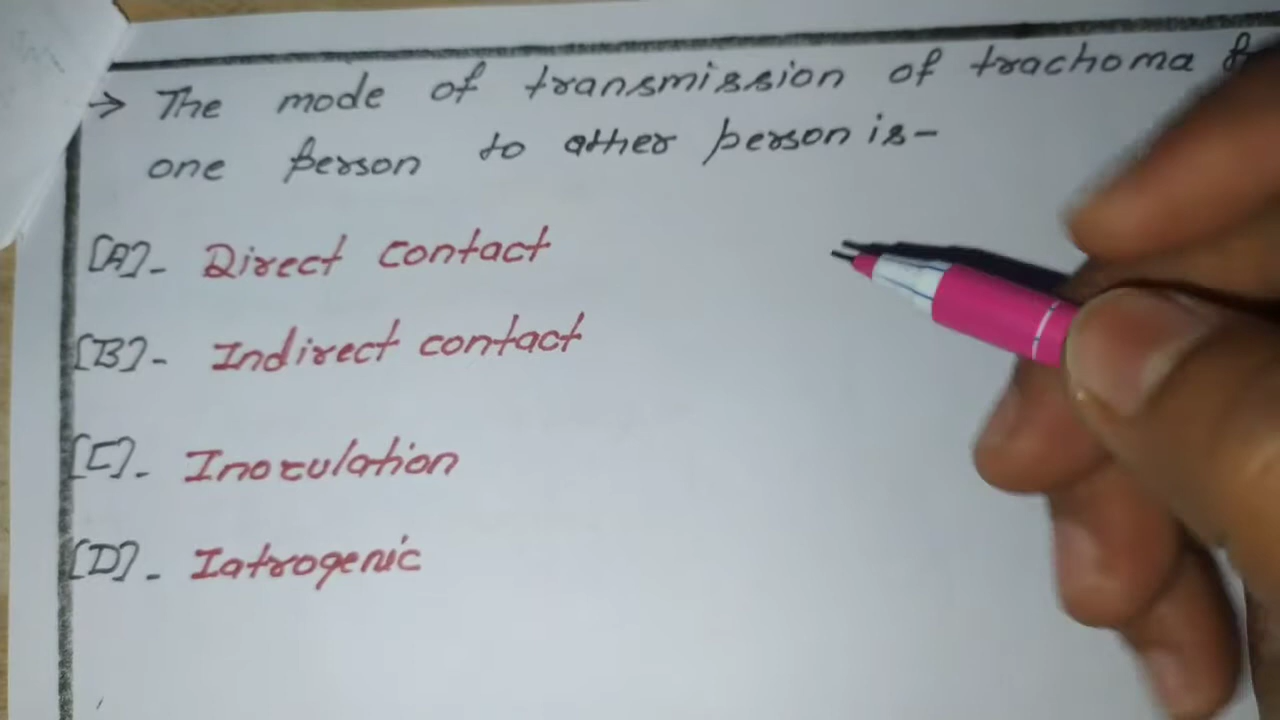 → The mode of transmission of trachoma
one person to other person is-
[A]- Direct contact
[B]- Indirect contact
[C]- Inoculation
[D]- Iatrogenic